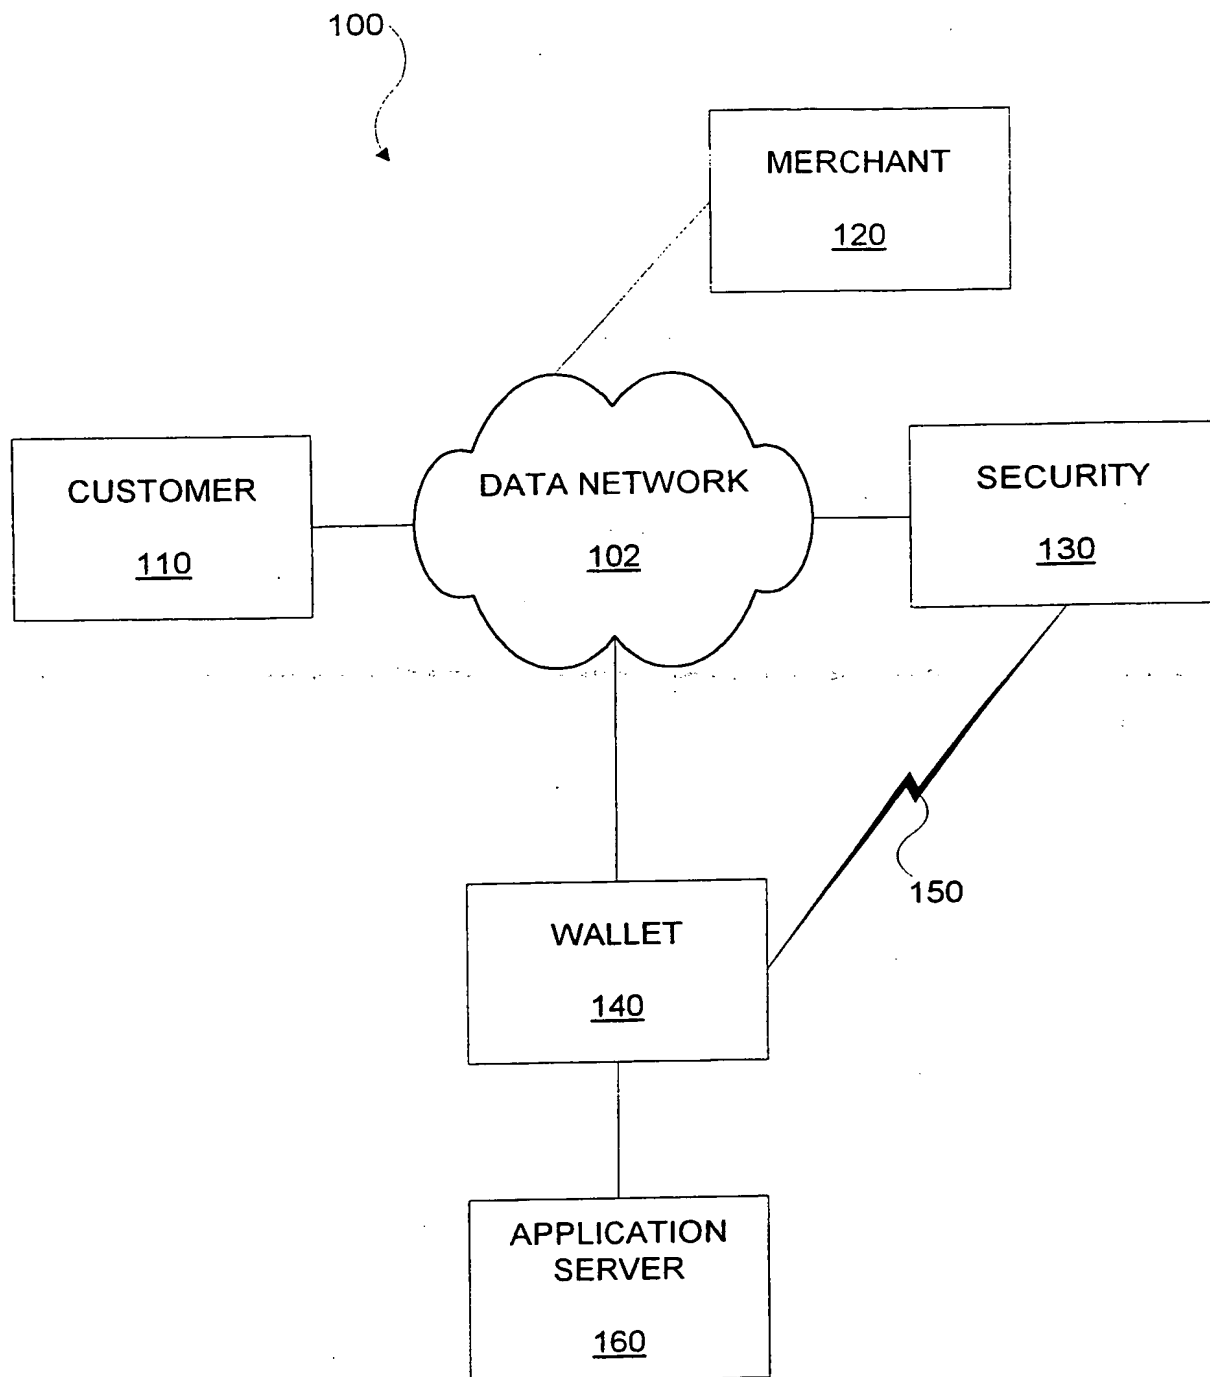 100
MERCHANT
120
CUSTOMER
110
DATA NETWORK
102
SECURITY
130
150
WALLET
140
APPLICATION
SERVER
160